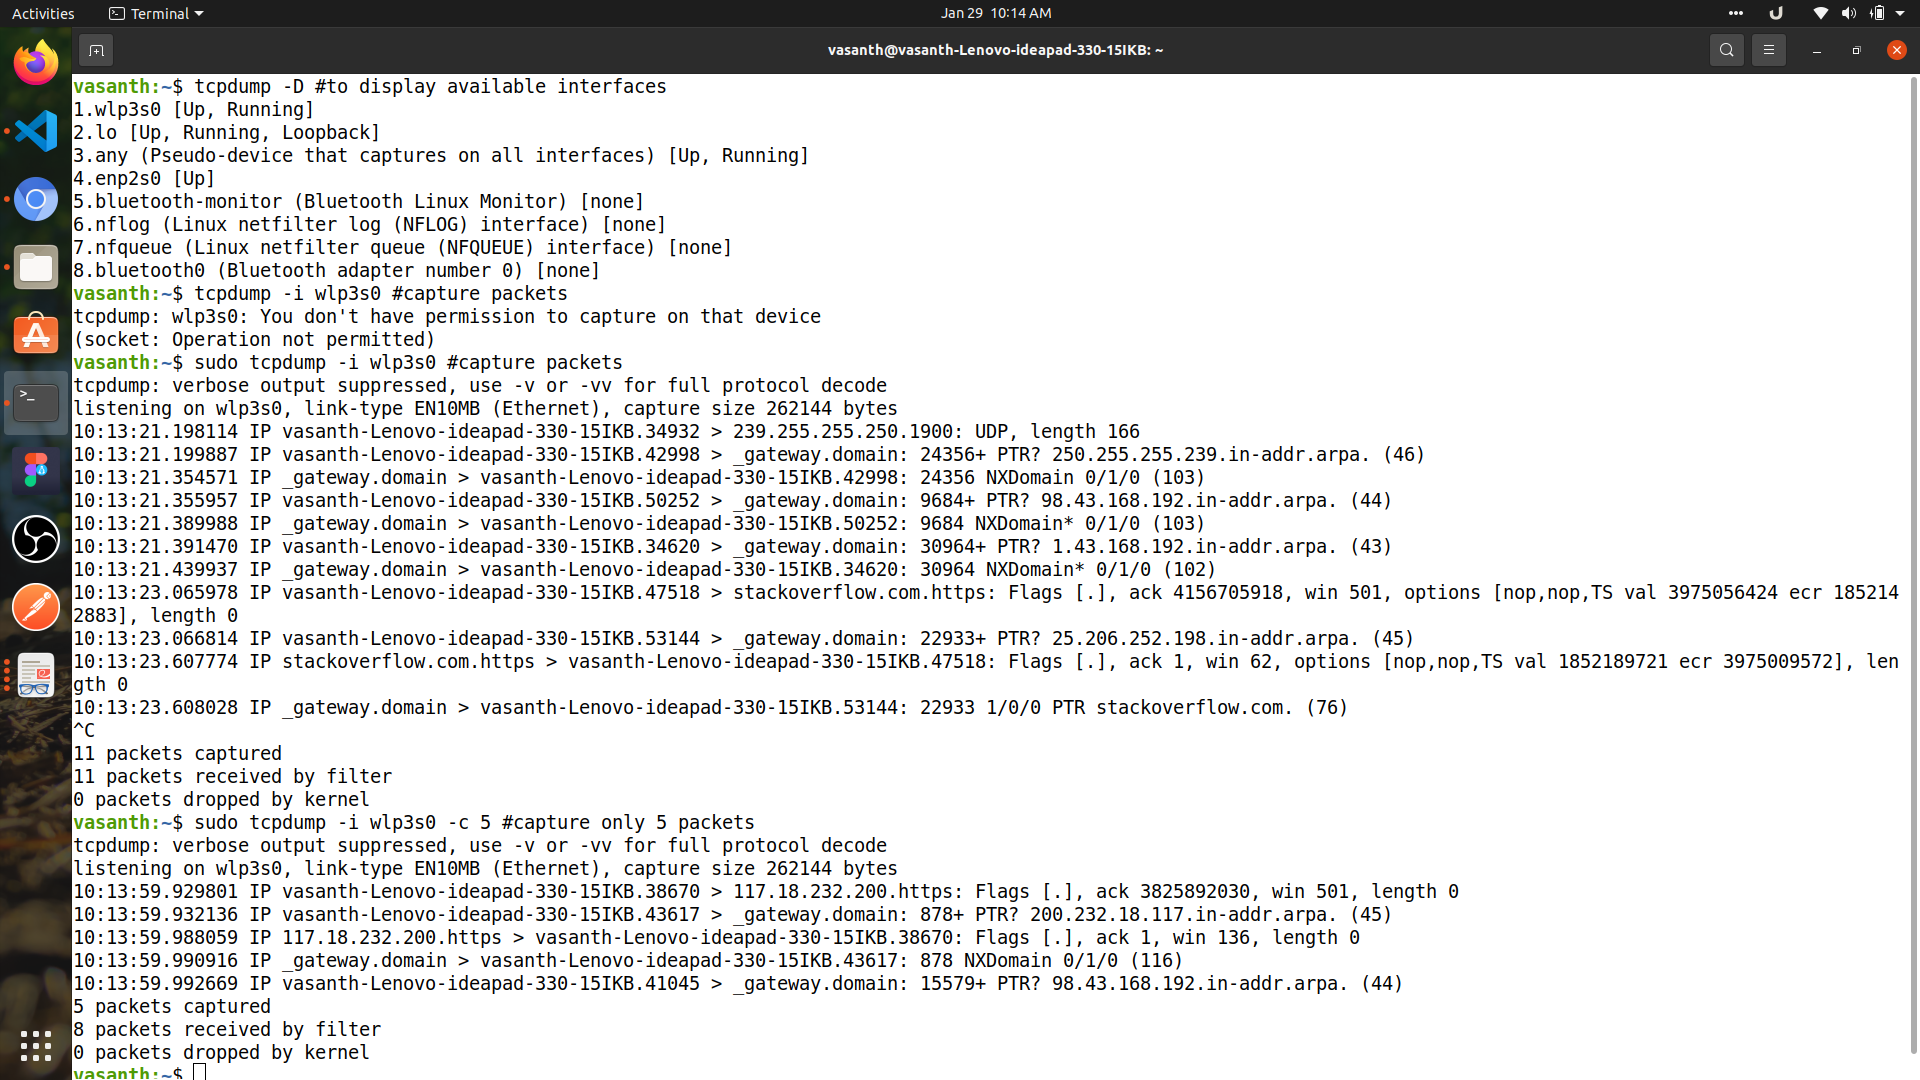 Activities
Terminal
Jan 29 10:14 AM
vasanth@vasanth-Lenovo-ideapad-330-15IKB: ~
vasanth:~$ tcpdump -D #to display available interfaces
1.wlp3s0 [Up, Running]
2.lo [Up, Running, Loopback]
3.any (Pseudo-device that captures on all interfaces) [Up, Running]
4.enp2s0 [Up]
5.bluetooth-monitor (Bluetooth Linux Monitor) [none]
6.nflog (Linux netfilter log (NFLOG) interface) [none]
7.nfqueue (Linux netfilter queue (NFQUEUE) interface) [none]
8.bluetooth0 (Bluetooth adapter number 0) [none]
vasanth:~$ tcpdump -i wlp3s0 #capture packets
tcpdump: wlp3s0: You don't have permission to capture on that device
(socket: Operation not permitted)
vasanth:~$ sudo tcpdump -i wlp3s0 #capture packets
tcpdump: verbose output suppressed, use -v or -vv for full protocol decode
listening on wlp3s0, link-type EN10MB (Ethernet), capture size 262144 bytes
10:13:21.198114 IP vasanth-Lenovo-ideapad-330-15IKB.34932 > 239.255.255.250.1900: UDP, length 166
10:13:21.199887 IP vasanth-Lenovo-ideapad-330-15IKB.42998 > _gateway.domain: 24356+ PTR? 250.255.255.239.in-addr.arpa. (46)
10:13:21.354571 IP _gateway.domain > vasanth-Lenovo-ideapad-330-15IKB.42998: 24356 NXDomain 0/1/0 (103)
10:13:21.355957 IP vasanth-Lenovo-ideapad-330-15IKB.50252 > _gateway.domain: 9684+ PTR? 98.43.168.192.in-addr.arpa. (44)
10:13:21.389988 IP _gateway.domain > vasanth-Lenovo-ideapad-330-15IKB.50252: 9684 NXDomain* 0/1/0 (103)
10:13:21.391470 IP vasanth-Lenovo-ideapad-330-15IKB.34620 > _gateway.domain: 30964+ PTR? 1.43.168.192.in-addr.arpa. (43)
10:13:21.439937 IP _gateway.domain > vasanth-Lenovo-ideapad-330-15IKB.34620: 30964 NXDomain* 0/1/0 (102)
10:13:23.065978 IP vasanth-Lenovo-ideapad-330-15IKB.47518 > stackoverflow.com.https: Flags [.], ack 4156705918, win 501, options [nop,nop,TS val 3975056424 ecr 185214
2883], length 0
10:13:23.066814 IP vasanth-Lenovo-ideapad-330-15IKB.53144 > _gateway.domain: 22933+ PTR? 25.206.252.198.in-addr.arpa. (45)
10:13:23.607774 IP stackoverflow.com.https > vasanth-Lenovo-ideapad-330-15IKB.47518: Flags [.], ack 1, win 62, options [nop,nop,TS val 1852189721 ecr 3975009572], len
gth 0
10:13:23.608028 IP _gateway.domain > vasanth-Lenovo-ideapad-330-15IKB.53144: 22933 1/0/0 PTR stackoverflow.com. (76)
^C
11 packets captured
11 packets received by filter
0 packets dropped by kernel
vasanth:~$ sudo tcpdump -i wlp3s0 -c 5 #capture only 5 packets
tcpdump: verbose output suppressed, use -v or -vv for full protocol decode
listening on wlp3s0, link-type EN10MB (Ethernet), capture size 262144 bytes
10:13:59.929801 IP vasanth-Lenovo-ideapad-330-15IKB.38670 > 117.18.232.200.https: Flags [.], ack 3825892030, win 501, length 0
10:13:59.932136 IP vasanth-Lenovo-ideapad-330-15IKB.43617 > _gateway.domain: 878+ PTR? 200.232.18.117.in-addr.arpa. (45)
10:13:59.988059 IP 117.18.232.200.https > vasanth-Lenovo-ideapad-330-15IKB.38670: Flags [.], ack 1, win 136, length 0
10:13:59.990916 IP _gateway.domain > vasanth-Lenovo-ideapad-330-15IKB.43617: 878 NXDomain 0/1/0 (116)
10:13:59.992669 IP vasanth-Lenovo-ideapad-330-15IKB.41045 > _gateway.domain: 15579+ PTR? 98.43.168.192.in-addr.arpa. (44)
5 packets captured
8 packets received by filter
0 packets dropped by kernel
vasanth:~$